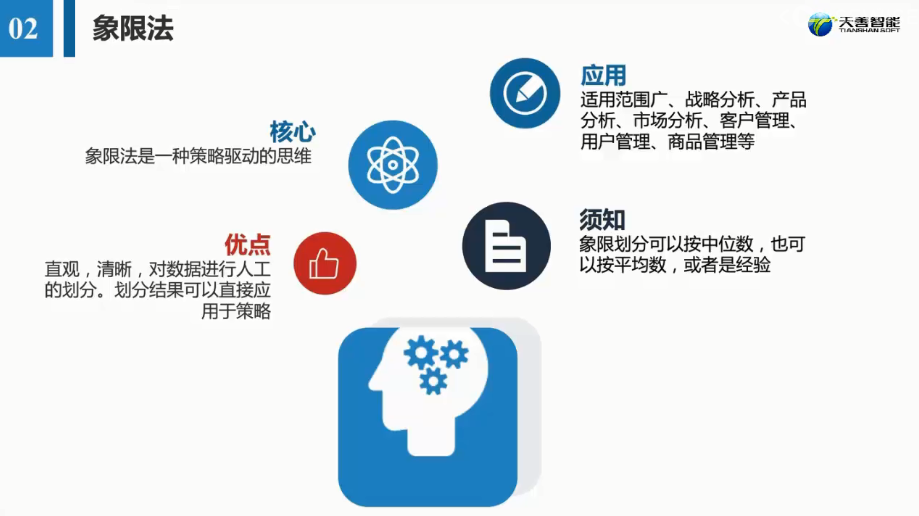 02
象限法
天善智能
TIANSHAN SOFT
核心
象限法是一种策略驱动的思维
优点
直观，清晰，对数据进行人工
的划分。划分结果可以直接应
用于策略
应用
适用范围广、战略分析、产品
分析、市场分析、客户管理、
用户管理、商品管理等
须知
象限划分可以按中位数，也可
以按平均数，或者是经验